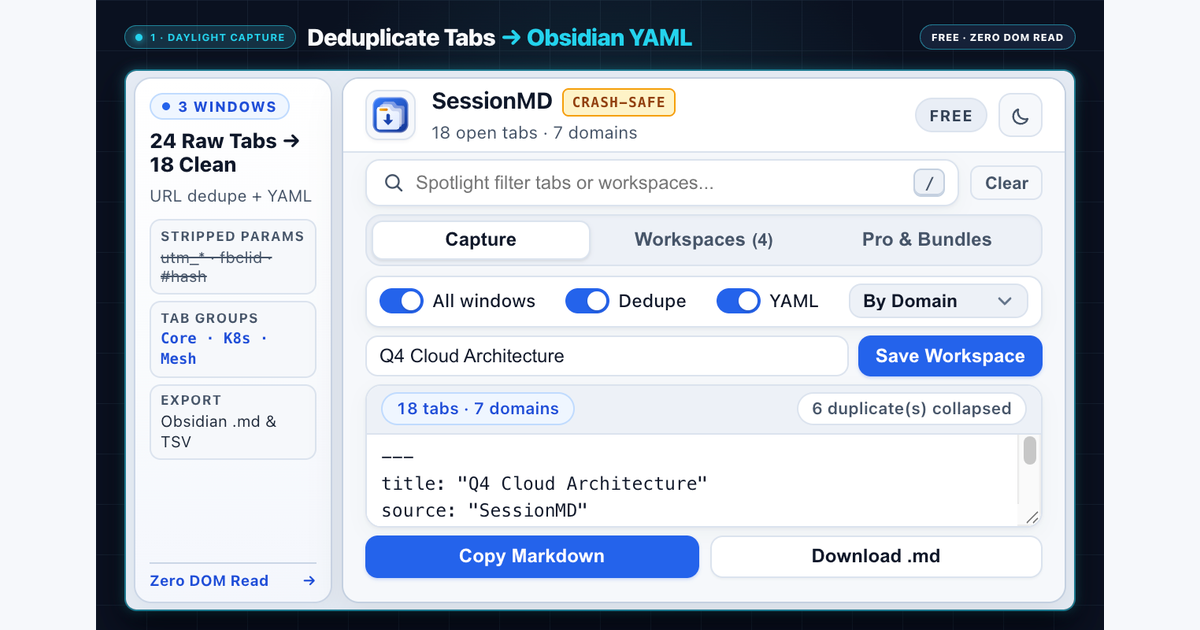 1 · DAYLIGHT CAPTURE
Deduplicate Tabs → Obsidian YAML
FREE · ZERO DOM READ
3 WINDOWS
24 Raw Tabs →
18 Clean
URL dedupe + YAML
STRIPPED PARAMS
utm_* · fbclid ·
#hash
TAB GROUPS
Core · K8s ·
Mesh
EXPORT
Obsidian .md &
TSV
Zero DOM Read →
SessionMD
CRASH-SAFE
18 open tabs · 7 domains
FREE
Spotlight filter tabs or workspaces...
/
Clear
Capture
Workspaces (4)
Pro & Bundles
All windows
Dedupe
YAML
By Domain
Q4 Cloud Architecture
Save Workspace
18 tabs · 7 domains
6 duplicate(s) collapsed
---
title: "Q4 Cloud Architecture"
source: "SessionMD"
Copy Markdown
Download .md